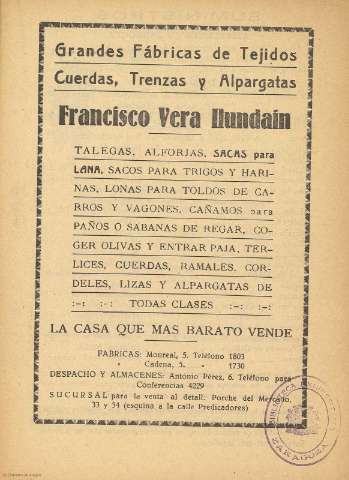 Grandes Fábricas de Tejidos
Cuerdas, Trenzas y Alpargatas
Francisco Vera Ilundain
TALEGAS, ALFORJAS, SACAS para
LANA, SACOS PARA TRIGOS Y HARI-
NAS, LONAS PARA TOLDOS DE CA-
RROS Y VAGONES, CAÑAMOS para
PAÑOS O SABANAS DE REGAR, CO-
GER OLIVAS Y ENTRAR PAJA, TER-
LICES, CUERDAS, RAMALES, COR-
DELES, LIZAS Y ALPARGATAS DE
:-: :-: TODAS CLASES :-: :-:
LA CASA QUE MAS BARATO VENDE
FABRICAS: Monreal, 5. Teléfono 1803
» Cadena, 5. - 1730
DESPACHO Y ALMACENES: Antonio Pérez, 6. Teléfono para
Conferencias 4229
SUCURSAL para la venta al detall: Porche del Mercado,
33 y 34 (esquina a la calle Predicadores)
ZARAGOZA